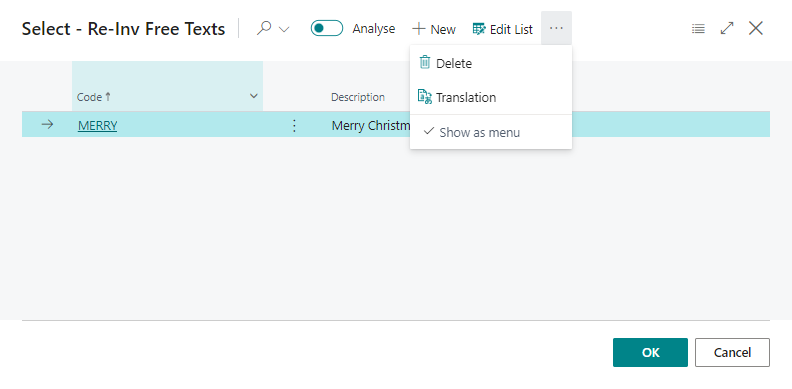 Select - Re-Inv Free Texts
Analyse
New
Edit List
Delete
Translation
Show as menu
Code ↑
Description
MERRY
Merry
OK
Cancel